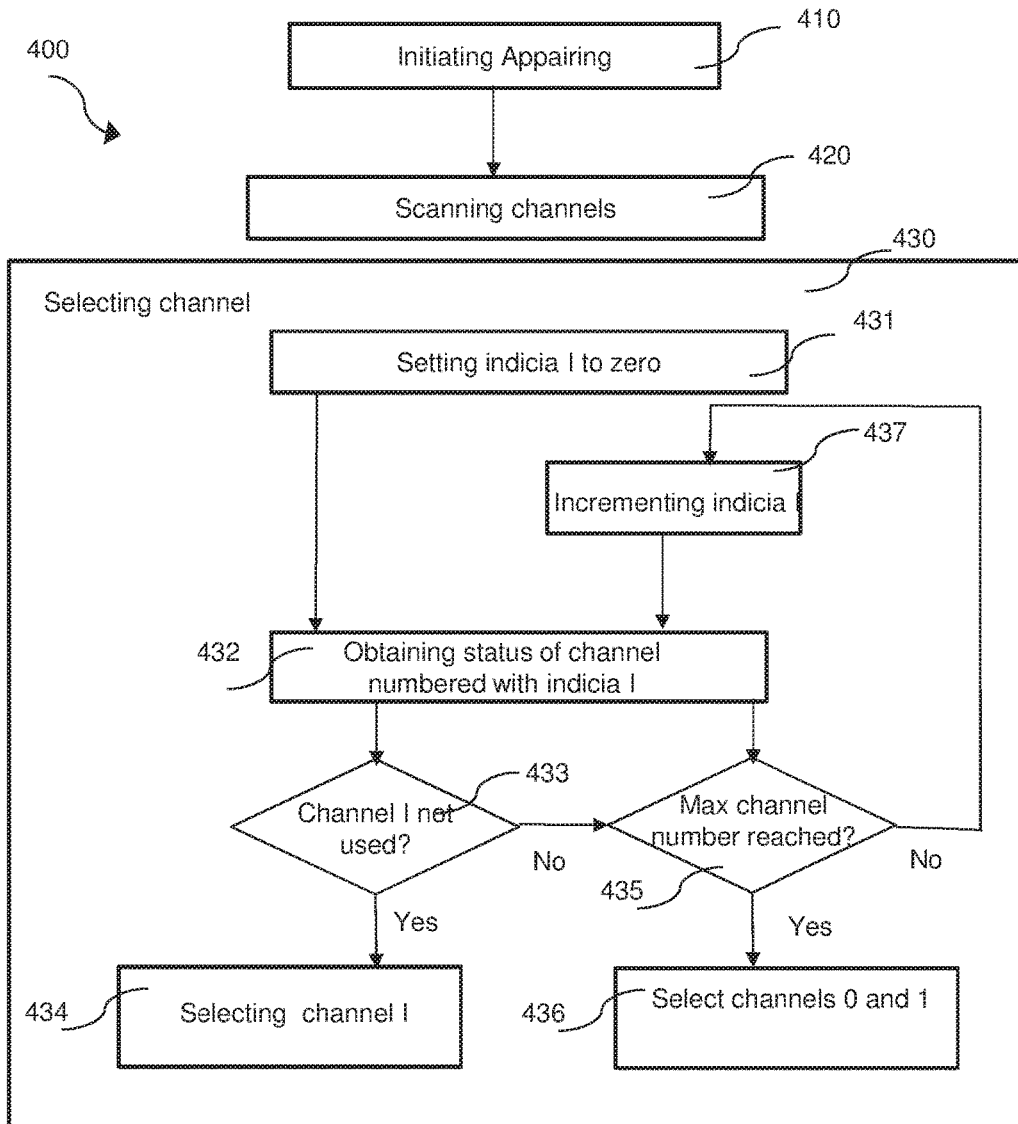 410
400
Initiating Appairing
420
Scanning channels
430
Selecting channel
431
Setting indicia I to zero
437
Incrementing indicia I
432
Obtaining status of channel
numbered with indicia I
433
Channel I not
used?
Max channel
number reached?
No
No
435
Yes
Yes
434
Selecting channel I
436
Select channels 0 and 1